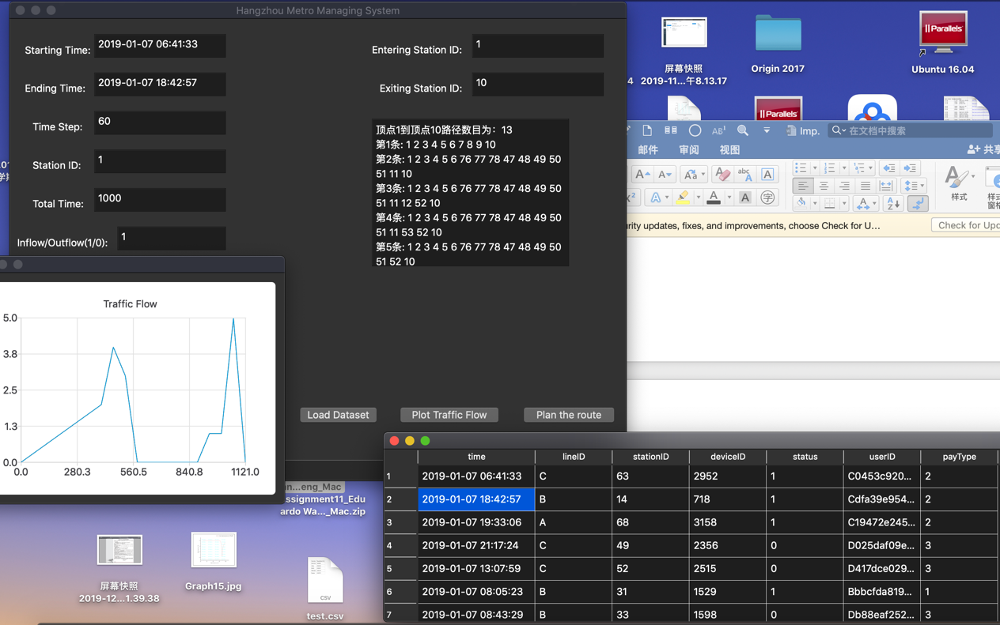 Hangzhou Metro Managing System
Starting Time:
2019-01-07 06:41:33
Entering Station ID:
1
Ending Time:
2019-01-07 18:42:57
Exiting Station ID:
10
Time Step:
60
Station ID:
1
Total Time:
1000
Inflow/Outflow(1/0):
1
顶点1到顶点10路径数目为：13
第1条: 1 2 3 4 5 6 7 8 9 10
第2条: 1 2 3 4 5 6 76 77 78 47 48 49 50
51 11 10
第3条: 1 2 3 4 5 6 76 77 78 47 48 49 50
51 11 12 52 10
第4条: 1 2 3 4 5 6 76 77 78 47 48 49 50
51 11 53 52 10
第5条: 1 2 3 4 5 6 76 77 78 47 48 49 50
51 52 10
Load Dataset
Plot Traffic Flow
Plan the route
Traffic Flow
5.0
3.8
2.5
1.3
0.0
0.0 280.3 560.5 840.8 1121.0
屏幕快照
2019-11...午8.13.17
Origin 2017
Parallels
Ubuntu 16.04
Parallels
Imp.
在文档中搜索
邮件 审阅 视图
共享
样式
样式
窗格
urity updates, fixes, and improvements, choose Check for U...
Check for Upd
time lineID stationID deviceID status userID payType
1 2019-01-07 06:41:33 C 63 2952 1 C0453c920... 2
2 2019-01-07 18:42:57 B 14 718 1 Cdfa39e954... 2
3 2019-01-07 19:33:06 A 68 3158 1 C19472e245... 2
4 2019-01-07 21:17:24 C 49 2356 0 D025daf09e... 3
5 2019-01-07 13:07:59 C 52 2515 0 D417dce029... 3
6 2019-01-07 08:05:23 B 31 1529 1 Bbbcfda819... 1
7 2019-01-07 08:43:29 B 33 1598 0 Db88eaf252... 3
n...eng_Mac
ssignment11_Edu
ardo Wa..._Mac.zip
屏幕快照
2019-12...1.39.38
Graph15.jpg
CSV
test.csv